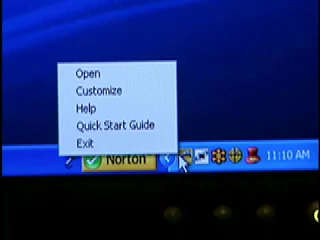 Open
Customize
Help
Quick Start Guide
Exit
Norton
11:10 AM